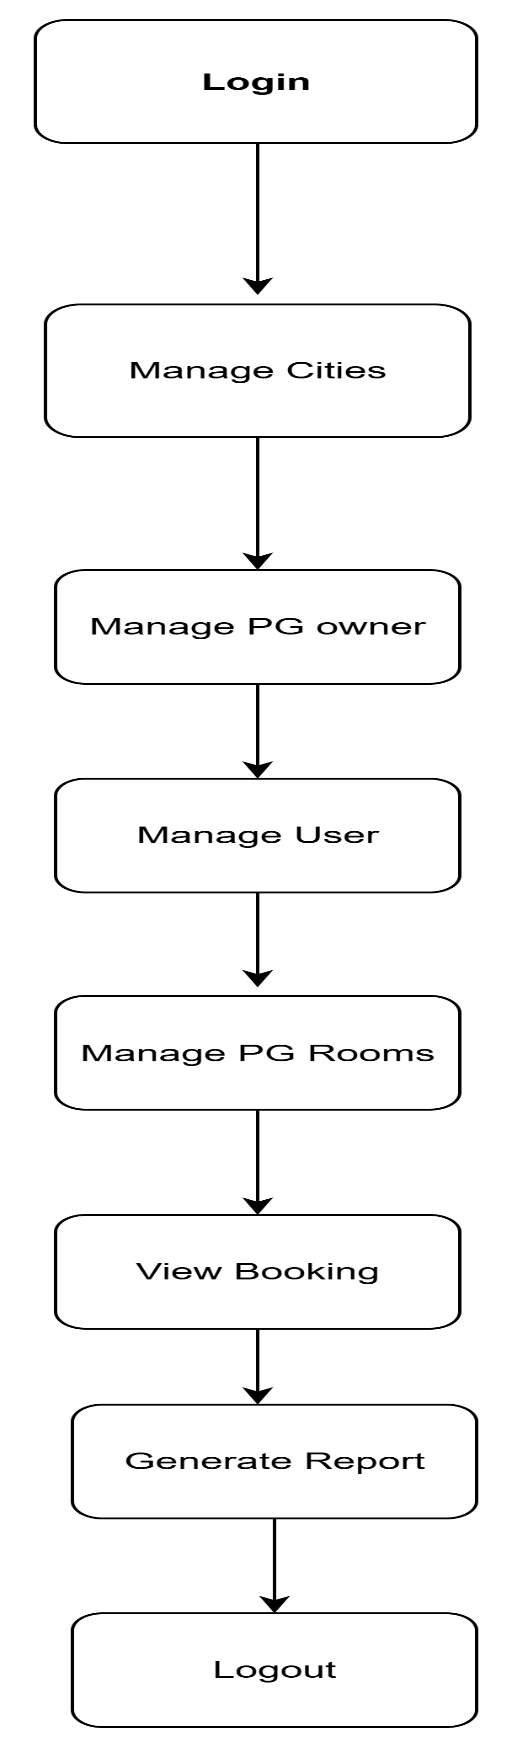 Login
Manage Cities
Manage PG owner
Manage User
Manage PG Rooms
View Booking
Generate Report
Logout